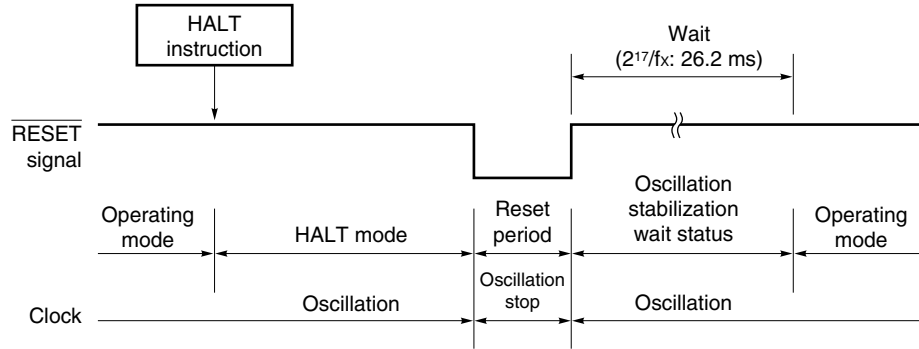 HALT
instruction
Wait
(2¹⁷/fx: 26.2 ms)
RESET
signal
Operating
mode
HALT mode
Reset
period
Oscillation
stabilization
wait status
Operating
mode
Clock
Oscillation
Oscillation
stop
Oscillation